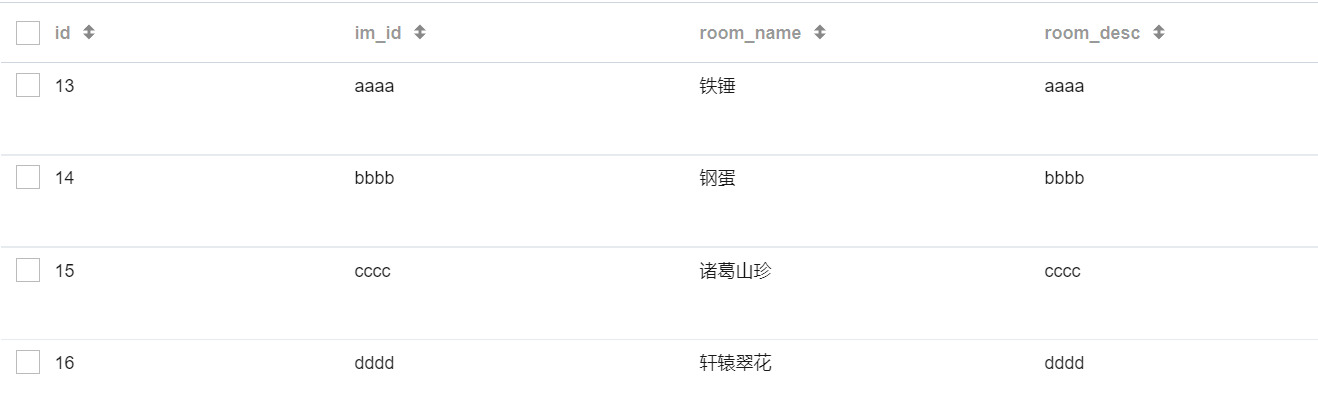 id im_id room_name room_desc
13 aaaa 铁锤 aaaa
14 bbbb 钢蛋 bbbb
15 cccc 诸葛山珍 cccc
16 dddd 轩辕翠花 dddd